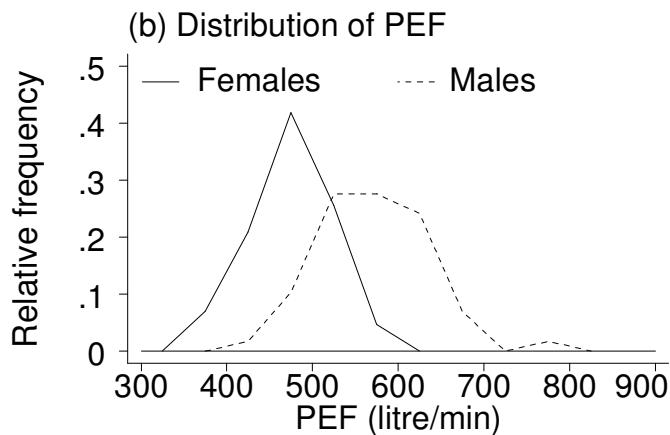 (b) Distribution of PEF
.5
Females Males
.4
.3
.2
.1
0
Relative frequency
300 400 500 600 700 800 900
PEF (litre/min)